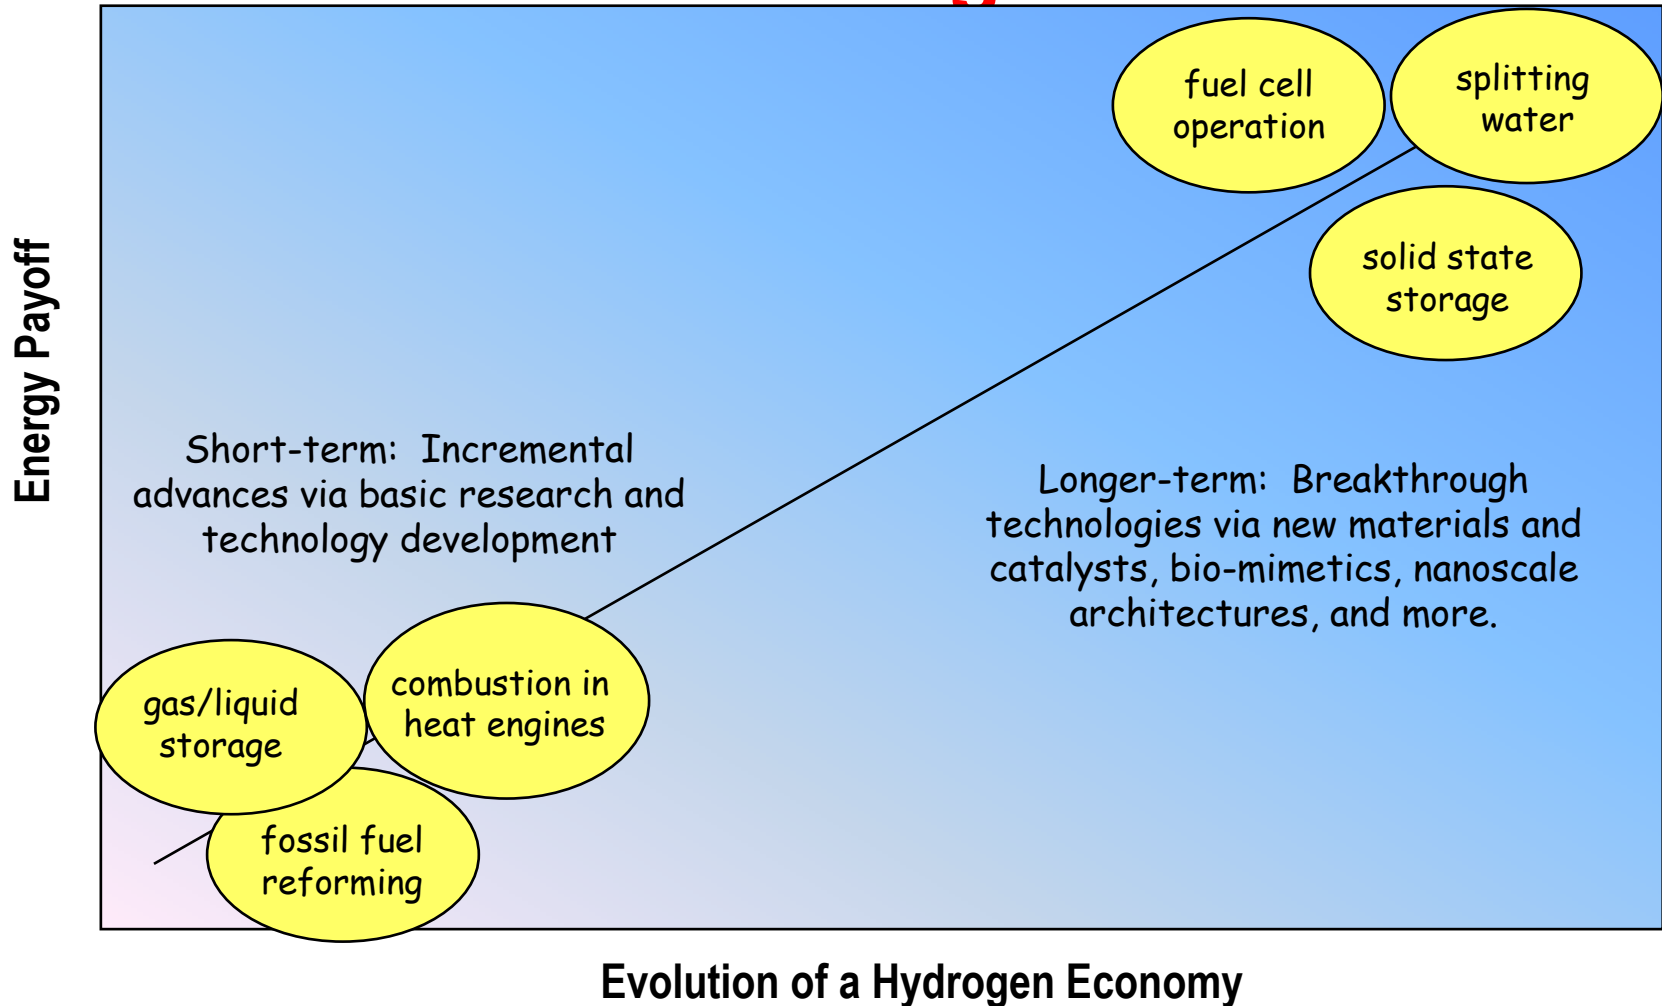 fuel cell
operation
splitting
water
solid state
storage
Energy Payoff
Short-term:  Incremental
advances via basic research and
technology development
Longer-term:  Breakthrough
technologies via new materials and
catalysts, bio-mimetics, nanoscale
architectures, and more.
gas/liquid
storage
combustion in
heat engines
fossil fuel
reforming
Evolution of a Hydrogen Economy